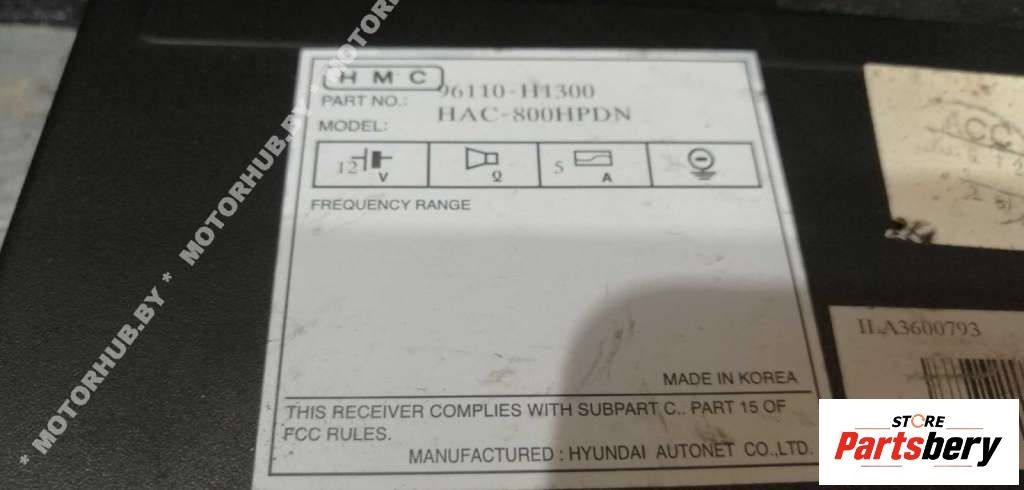 MOTORHUB.BY * MOTORHUB.BY * MOTORHUB.BY
HMC
PART NO.: 96110-H1300
MODEL: HAC-800HPDN
12 V
Ω
5 A
FREQUENCY RANGE
MADE IN KOREA
THIS RECEIVER COMPLIES WITH SUBPART C., PART 15 OF
FCC RULES.
MANUFACTURED : HYUNDAI AUTONET CO.,LTD.
ACC
ILA3600793
STORE
Partsbery